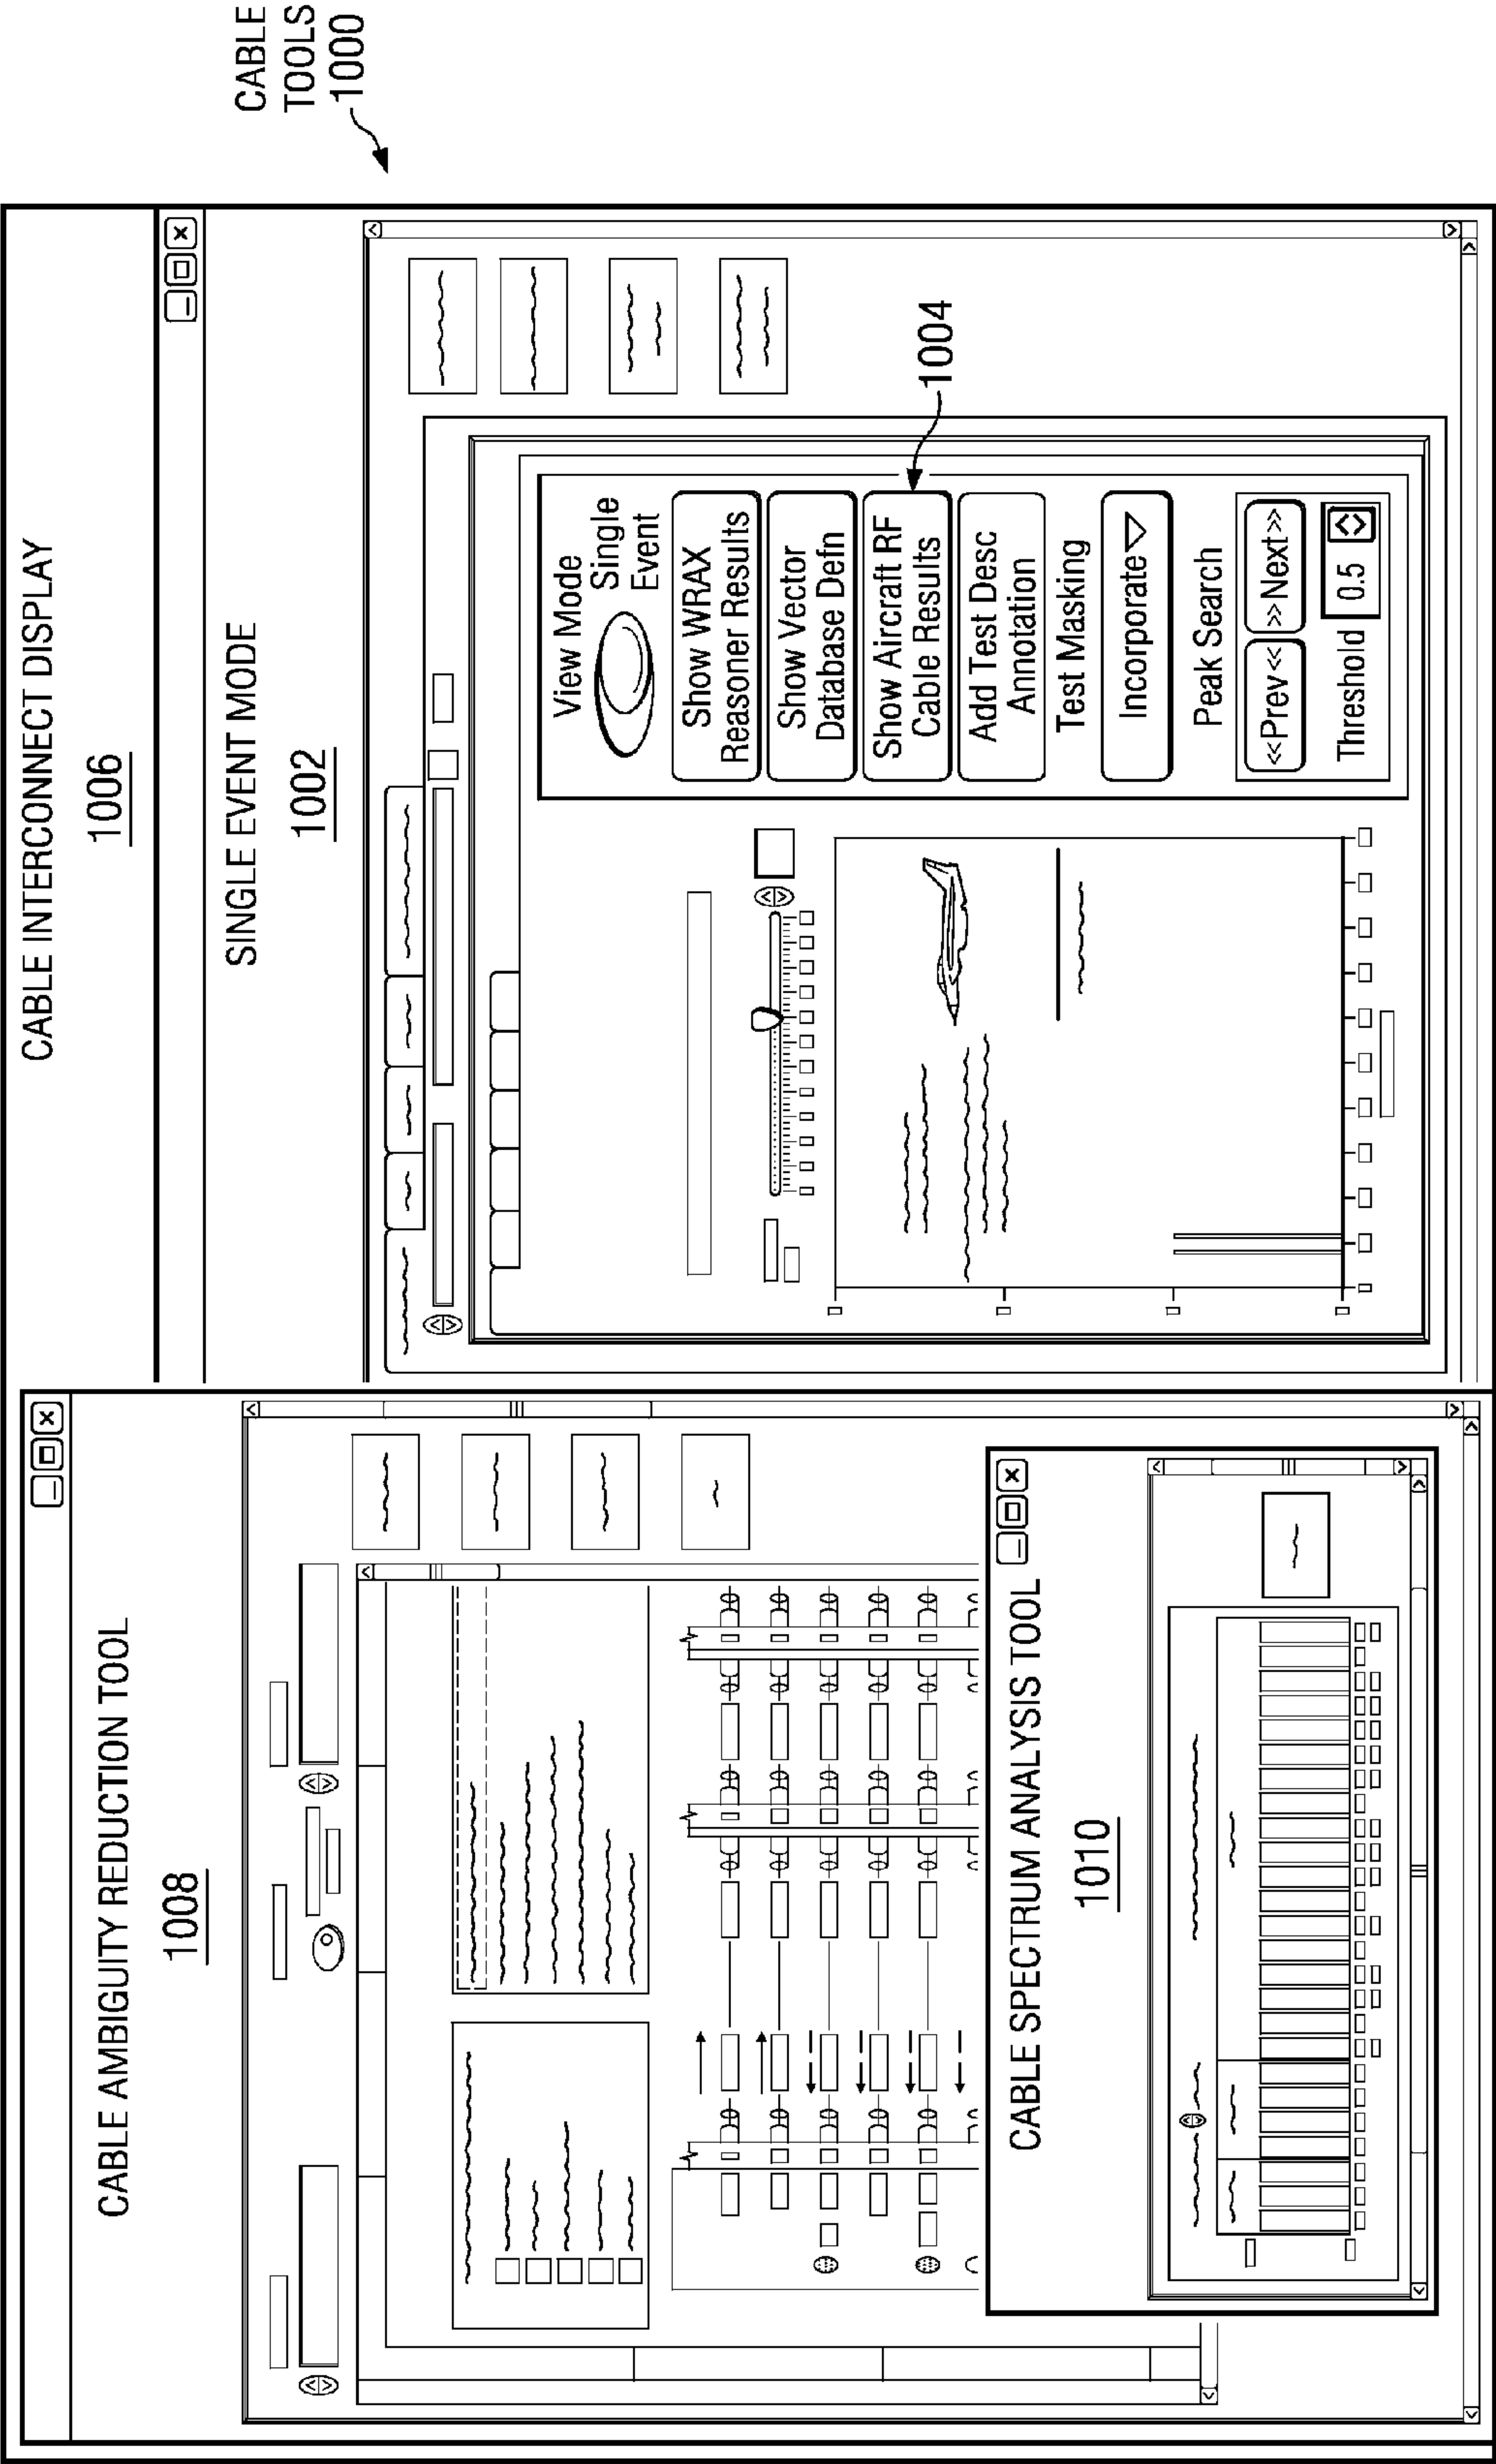 CABLE
TOOLS
1000
CABLE INTERCONNECT DISPLAY
1006
SINGLE EVENT MODE
1002
View Mode
Single
Event
Show WRAX
Reasoner Results
Show Vector
Database Defn
Show Aircraft RF
Cable Results
1004
Add Test Desc
Annotation
Test Masking
Incorporate
Peak Search
<<Prev<< >>Next>>
Threshold 0.5
CABLE AMBIGUITY REDUCTION TOOL
1008
CABLE SPECTRUM ANALYSIS TOOL
1010